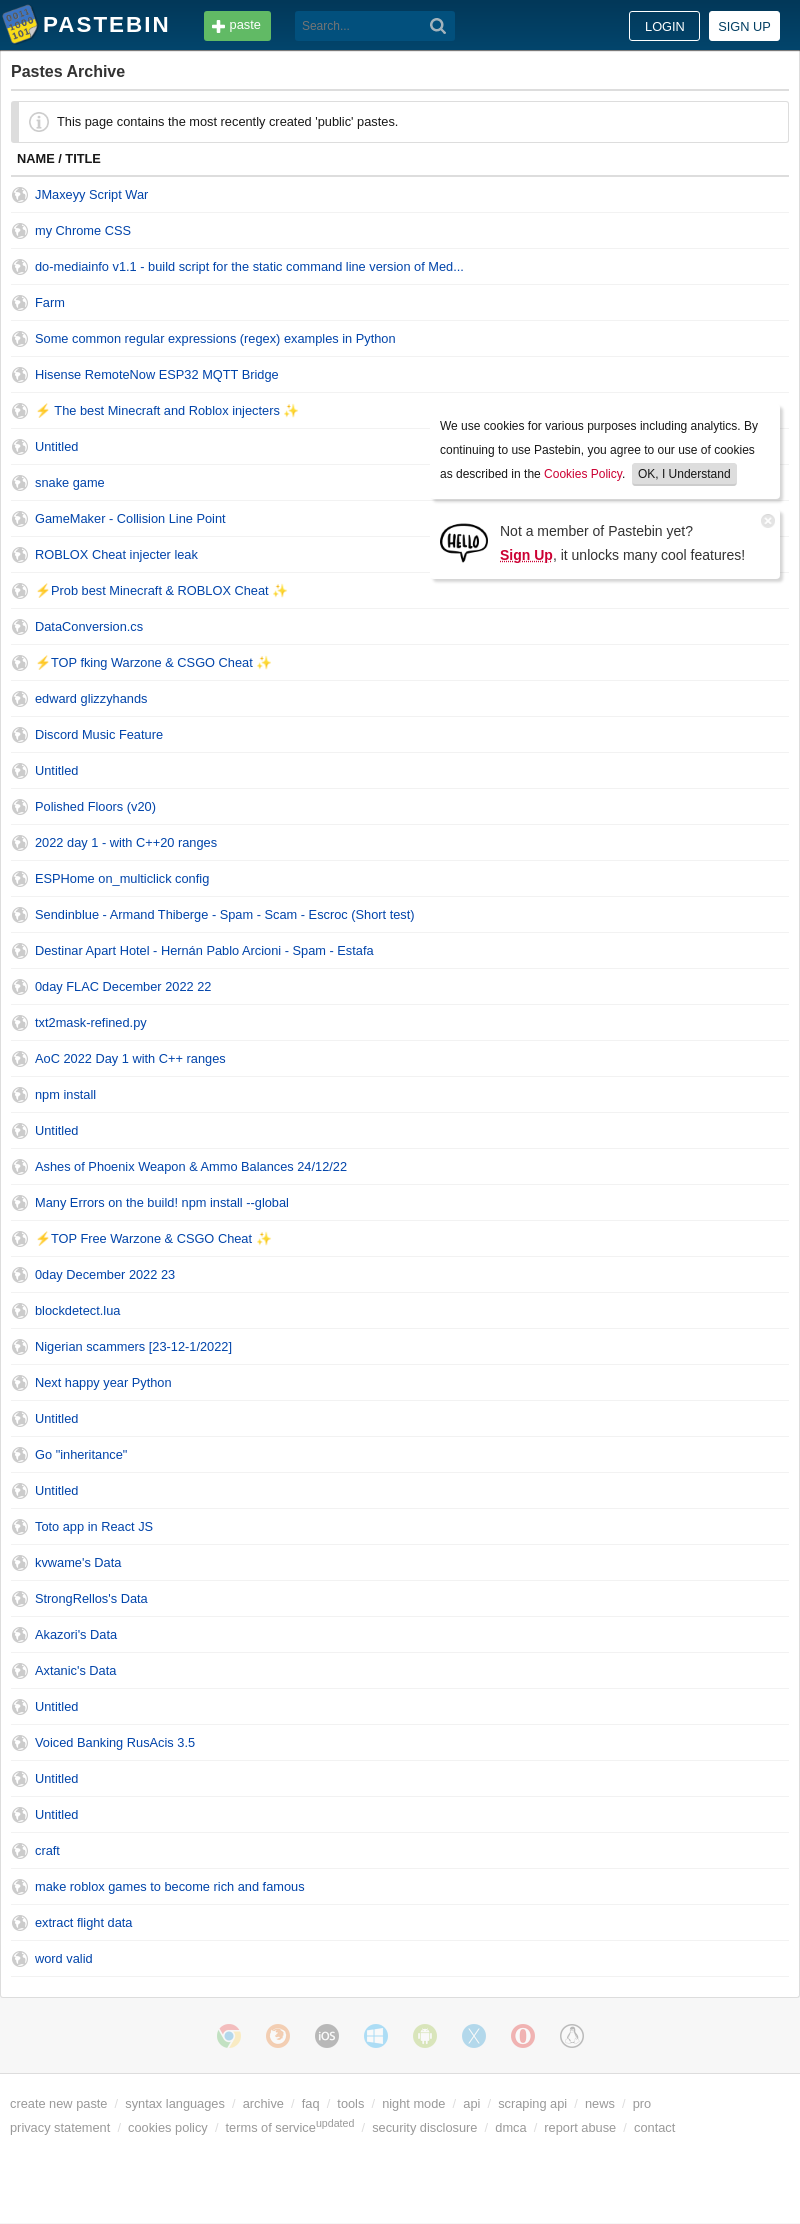 PASTEBIN paste Search... LOGIN SIGN UP
Pastes Archive
This page contains the most recently created 'public' pastes.
NAME / TITLE
JMaxeyy Script War
my Chrome CSS
do-mediainfo v1.1 - build script for the static command line version of Med...
Farm
Some common regular expressions (regex) examples in Python
Hisense RemoteNow ESP32 MQTT Bridge
⚡ The best Minecraft and Roblox injecters ✨
Untitled
snake game
GameMaker - Collision Line Point
ROBLOX Cheat injecter leak
⚡Prob best Minecraft & ROBLOX Cheat ✨
We use cookies for various purposes including analytics. By
continuing to use Pastebin, you agree to our use of cookies
as described in the Cookies Policy. OK, I Understand
HELLO
Not a member of Pastebin yet?
Sign Up, it unlocks many cool features!
DataConversion.cs
⚡TOP fking Warzone & CSGO Cheat ✨
edward glizzyhands
Discord Music Feature
Untitled
Polished Floors (v20)
2022 day 1 - with C++20 ranges
ESPHome on_multiclick config
Sendinblue - Armand Thiberge - Spam - Scam - Escroc (Short test)
Destinar Apart Hotel - Hernán Pablo Arcioni - Spam - Estafa
0day FLAC December 2022 22
txt2mask-refined.py
AoC 2022 Day 1 with C++ ranges
npm install
Untitled
Ashes of Phoenix Weapon & Ammo Balances 24/12/22
Many Errors on the build! npm install --global
⚡TOP Free Warzone & CSGO Cheat ✨
0day December 2022 23
blockdetect.lua
Nigerian scammers [23-12-1/2022]
Next happy year Python
Untitled
Go "inheritance"
Untitled
Toto app in React JS
kvwame's Data
StrongRellos's Data
Akazori's Data
Axtanic's Data
Untitled
Voiced Banking RusAcis 3.5
Untitled
Untitled
craft
make roblox games to become rich and famous
extract flight data
word valid
iOS
create new paste / syntax languages / archive / faq / tools / night mode / api / scraping api / news / pro
privacy statement / cookies policy / terms of serviceupdated / security disclosure / dmca / report abuse / contact